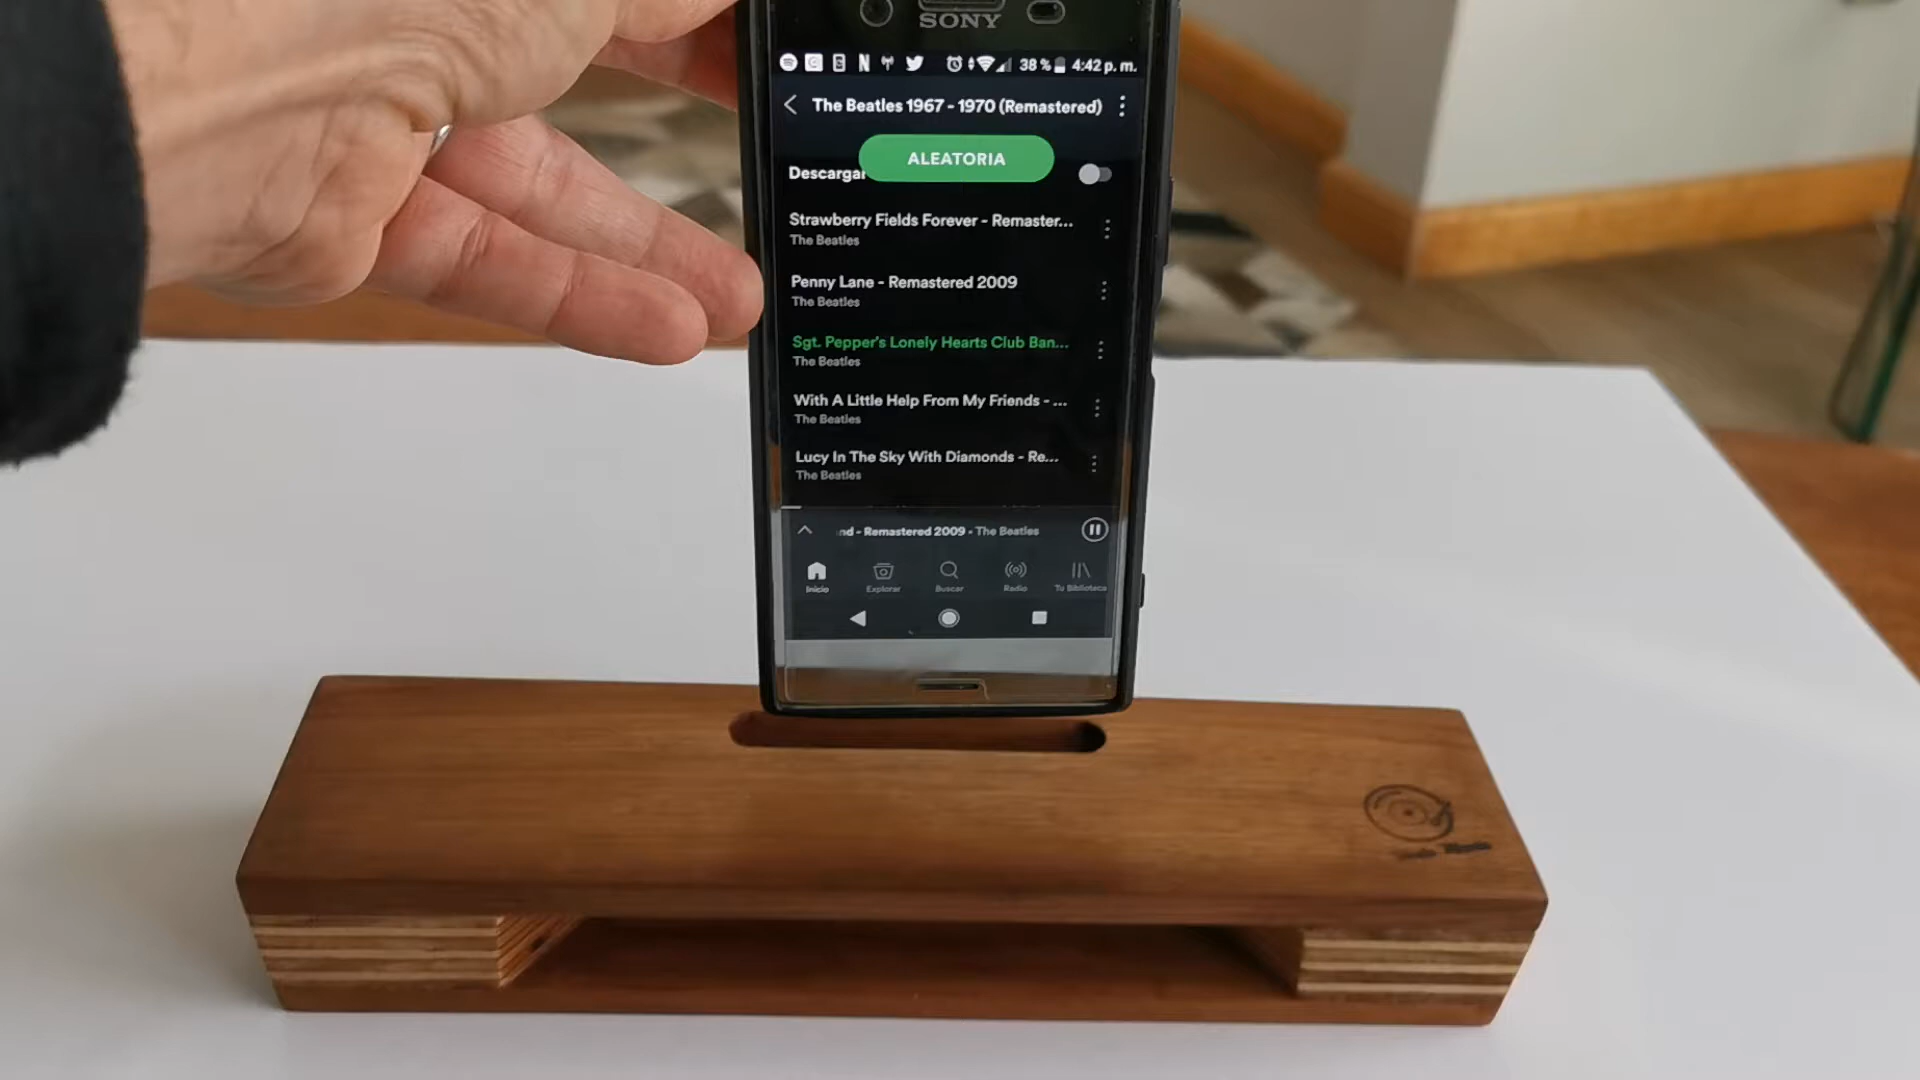 SONY
38 % 4:42 p. m.
The Beatles 1967 - 1970 (Remastered)
ALEATORIA
Descargar
Strawberry Fields Forever - Remaster...
The Beatles
Penny Lane - Remastered 2009
The Beatles
Sgt. Pepper's Lonely Hearts Club Ban...
The Beatles
With A Little Help From My Friends - ...
The Beatles
Lucy In The Sky With Diamonds - Re...
The Beatles
nd - Remastered 2009 • The Beatles
Inicio Explorar Buscar Radio Tu Biblioteca